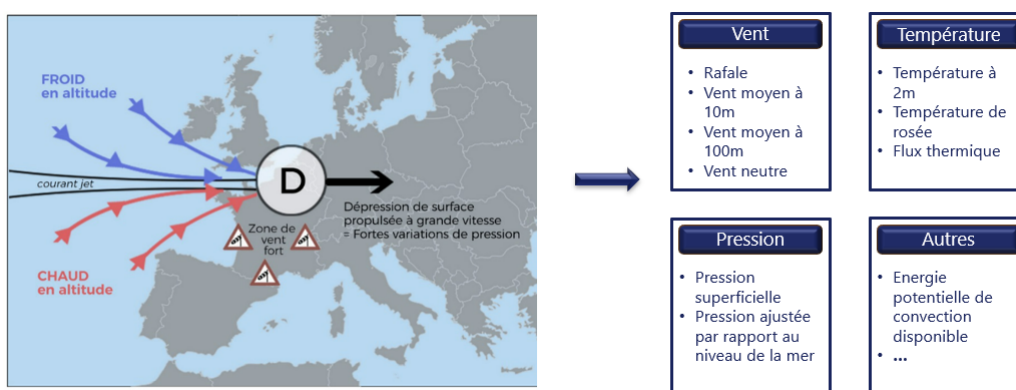 FROID
en altitude
courant jet
D
Dépression de surface
propulsée à grande vitesse
= Fortes variations de pression
Zone de
vent
fort
CHAUD
en altitude
Vent
• Rafale
• Vent moyen à
10m
• Vent moyen à
100m
• Vent neutre
Température
• Température à
2m
• Température de
rosée
• Flux thermique
Pression
• Pression
superficielle
• Pression ajustée
par rapport au
niveau de la mer
Autres
• Energie
potentielle de
convection
disponible
• ...